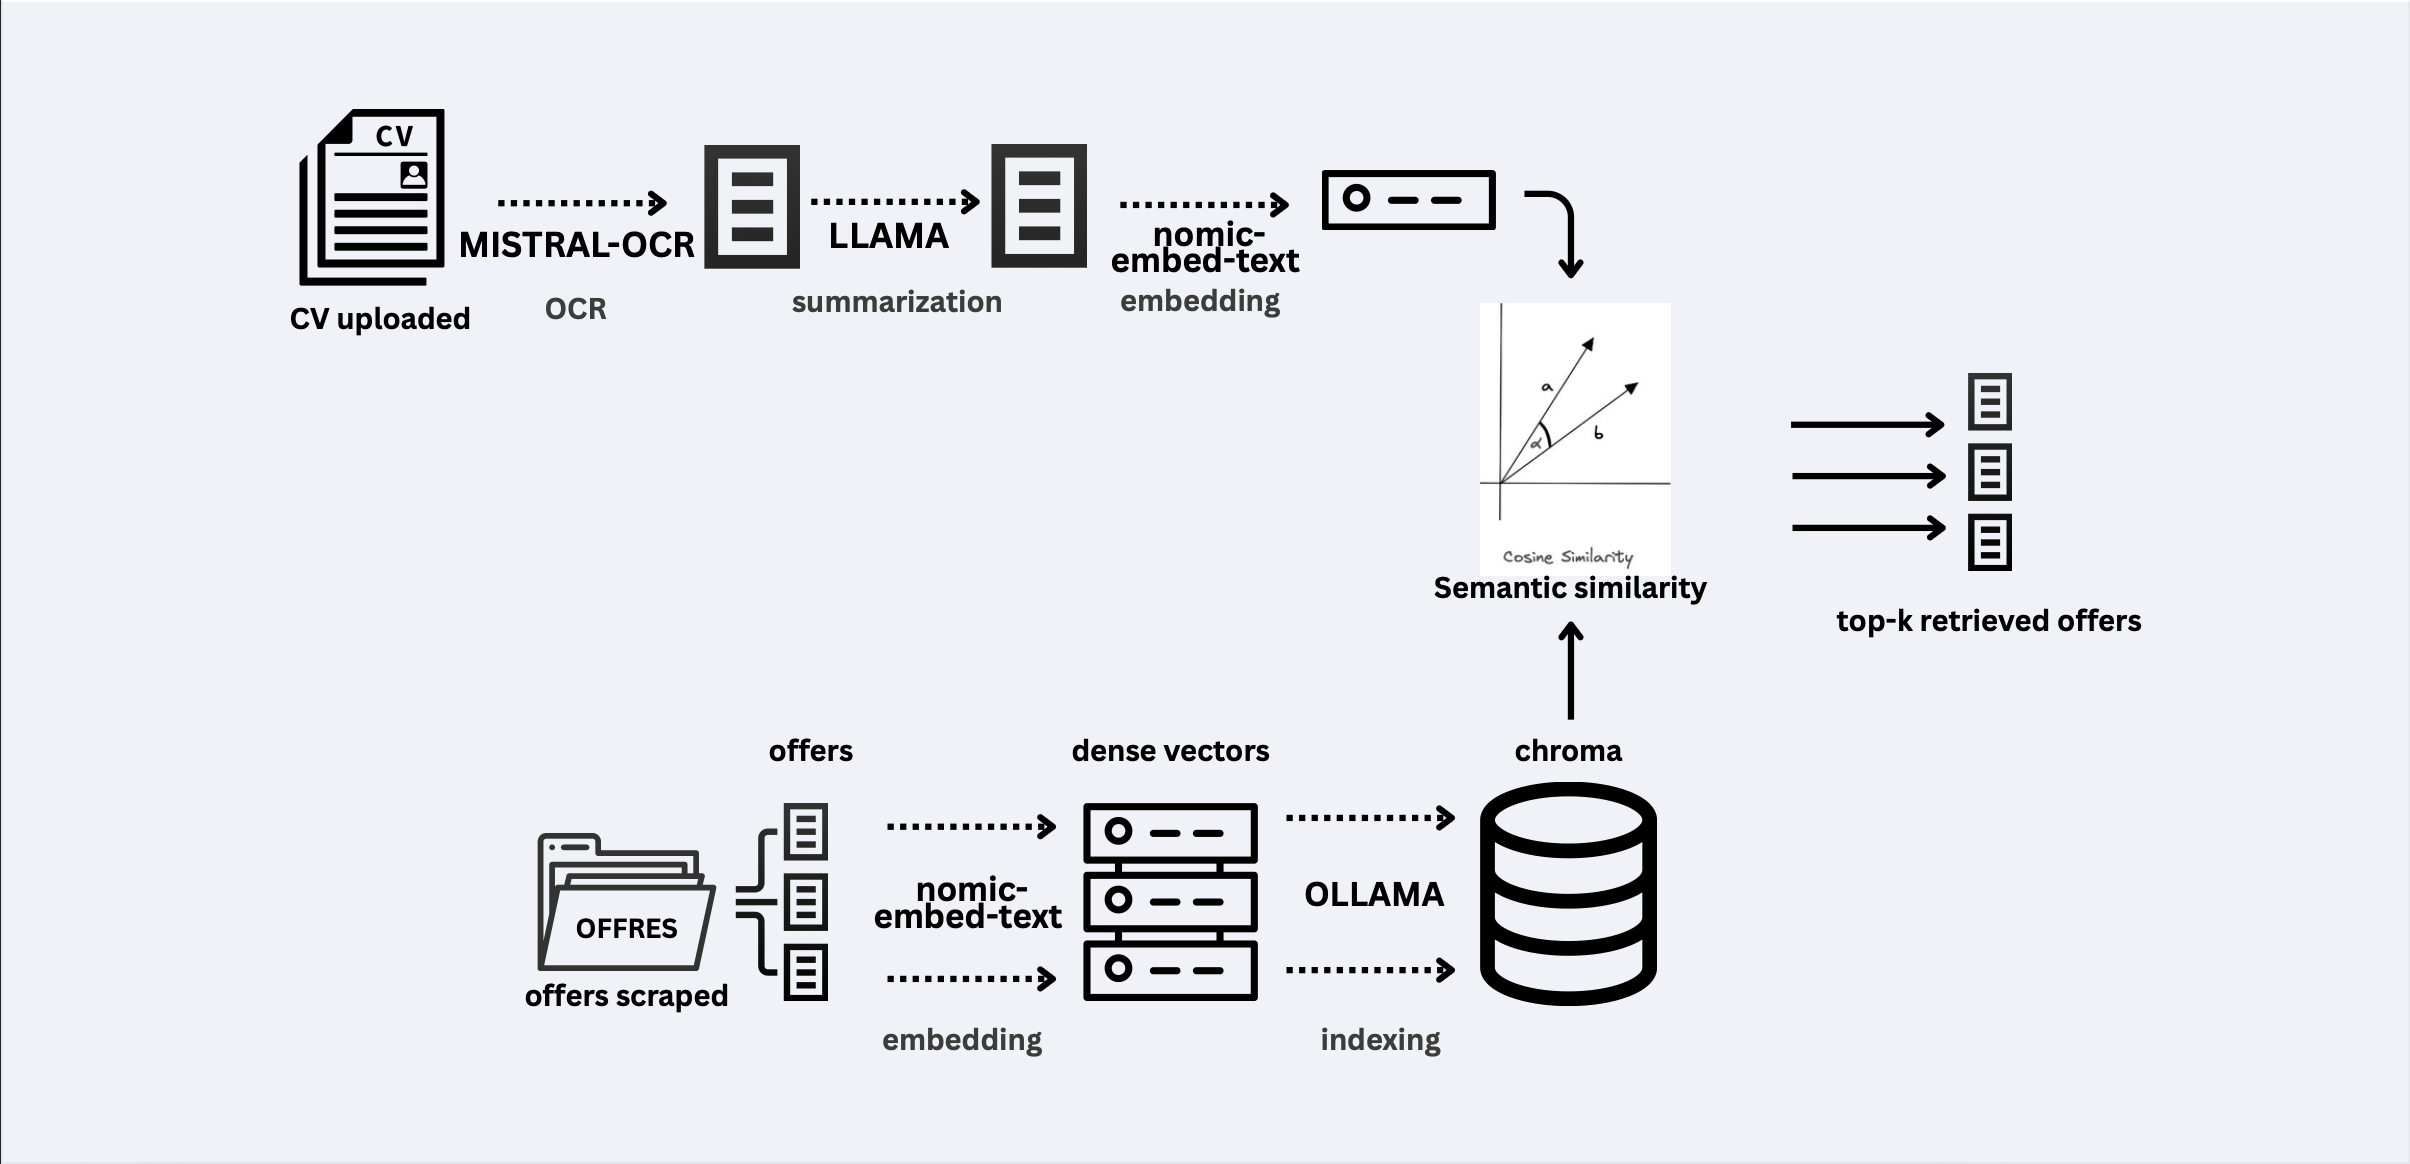 CV
CV uploaded
MISTRAL-OCR
OCR
LLAMA
summarization
nomic-
embed-text
embedding
a
α
b
Cosine Similarity
Semantic similarity
top-k retrieved offers
OFFRES
offers scraped
offers
nomic-
embed-text
embedding
dense vectors
OLLAMA
indexing
chroma